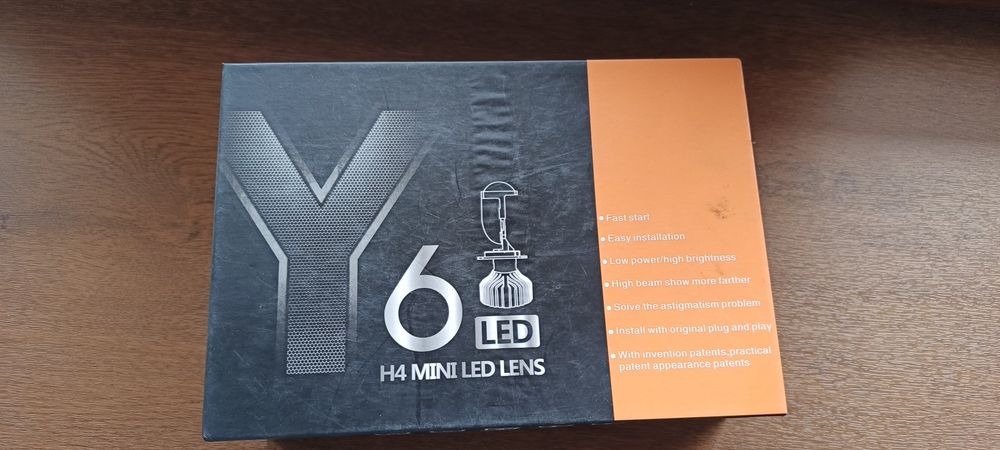 Y
6
LED
H4 MINI LED LENS
Fast start
Easy installation
Low power/high brightness
High beam show more farther
Solve the astigmatism problem
Install with original plug and play
With invention patents,practical
patent appearance patents